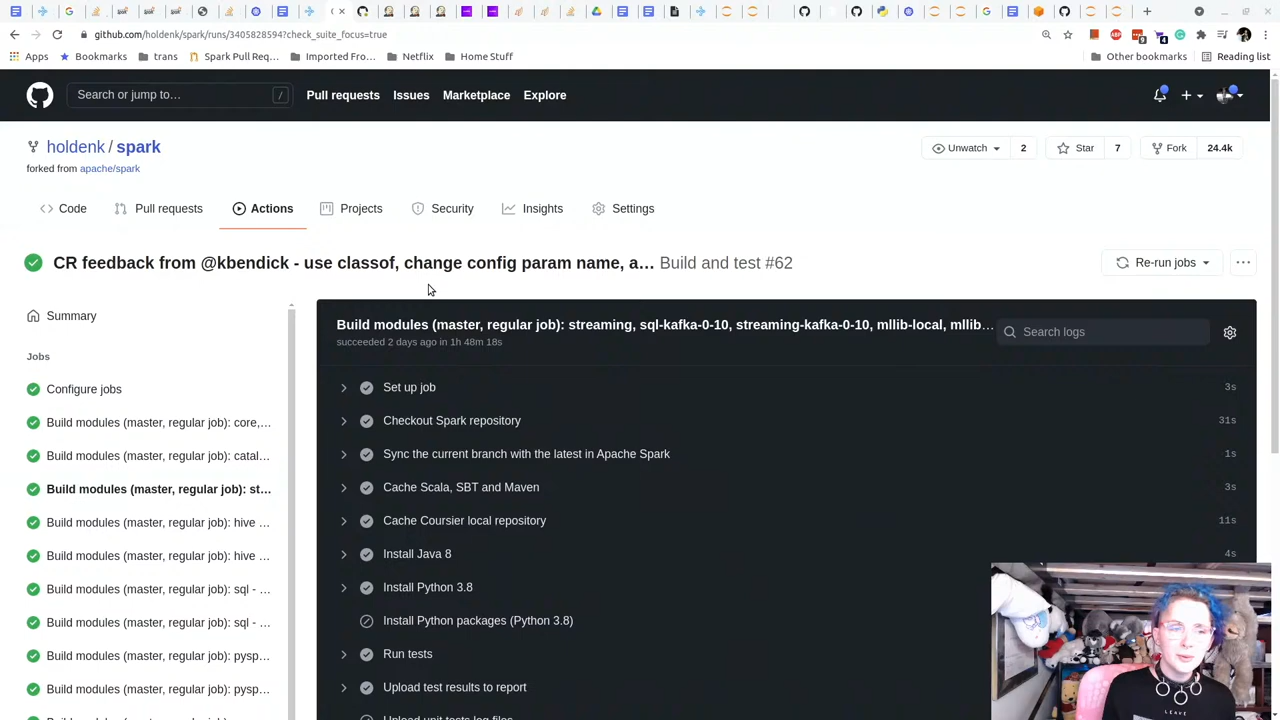 github.com/holdenk/spark/runs/3405828594?check_suite_focus=true
Apps
Bookmarks
trans
Spark Pull Req...
Imported Fro...
Netflix
Home Stuff
Other bookmarks
Reading list
Search or jump to…
/
Pull requests
Issues
Marketplace
Explore
holdenk / spark
forked from apache/spark
Unwatch
2
Star
7
Fork
24.4k
Code
Pull requests
Actions
Projects
Security
Insights
Settings
CR feedback from @kbendick - use classof, change config param name, a… Build and test #62
Re-run jobs
Summary
Jobs
Configure jobs
Build modules (master, regular job): core,...
Build modules (master, regular job): catal...
Build modules (master, regular job): st...
Build modules (master, regular job): hive ...
Build modules (master, regular job): hive ...
Build modules (master, regular job): sql - ...
Build modules (master, regular job): sql - ...
Build modules (master, regular job): pysp...
Build modules (master, regular job): pysp...
Build modules (master, regular job): streaming, sql-kafka-0-10, streaming-kafka-0-10, mllib-local, mllib...
succeeded 2 days ago in 1h 48m 18s
Search logs
Set up job
3s
Checkout Spark repository
31s
Sync the current branch with the latest in Apache Spark
1s
Cache Scala, SBT and Maven
3s
Cache Coursier local repository
11s
Install Java 8
4s
Install Python 3.8
Install Python packages (Python 3.8)
Run tests
Upload test results to report
Upload unit tests log files
LEAVE